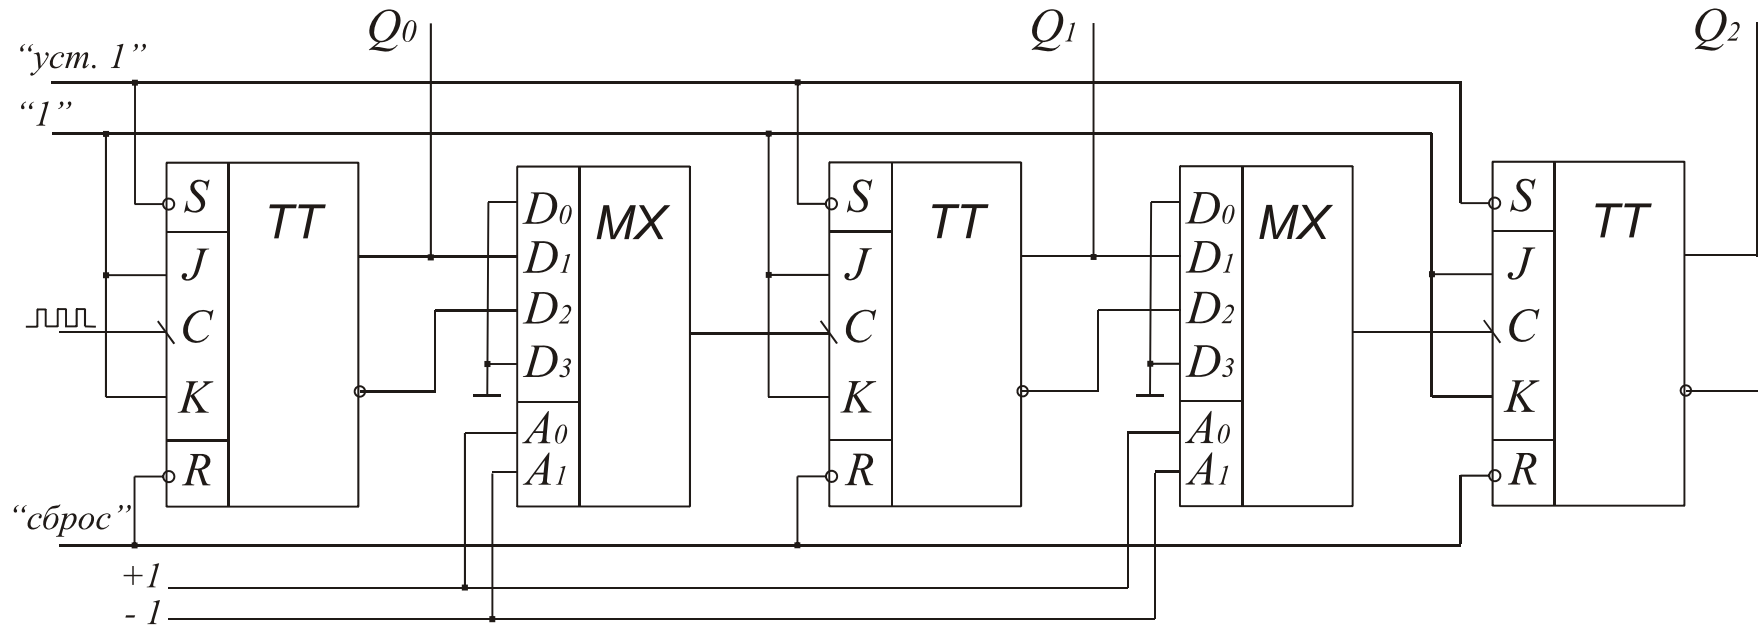 Q0 Q1 Q2
“уст. 1”
“1”
S TT D0 MX S TT D0 MX S TT
J D1 J D1 J
C D2 C D2 C
D3 D3
K K K
A0 A0
R A1 R A1 R
“сброс”
+1
- 1